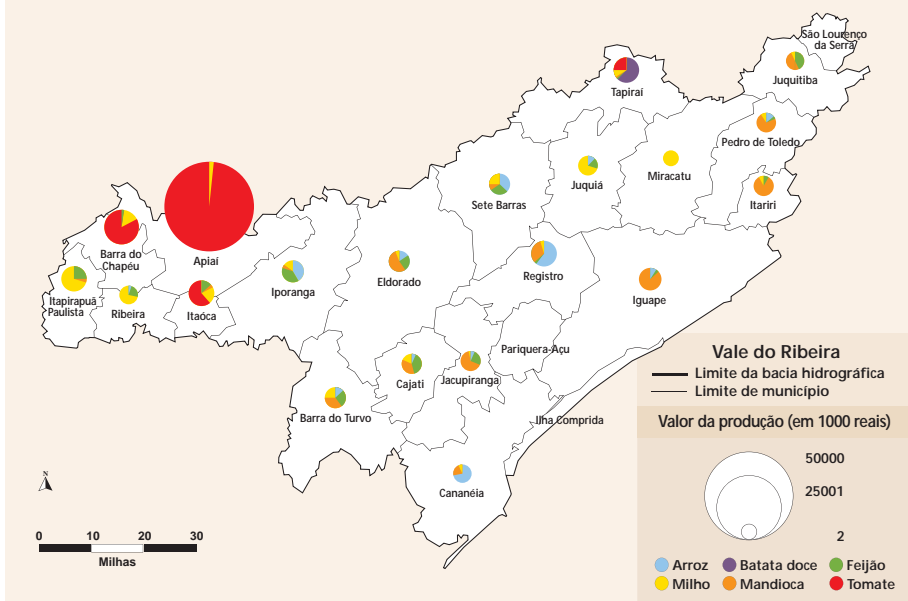 São Lourenço
da Serra
Juquitiba
Tapiraí
Pedro de Toledo
Miracatu
Juquiá
Sete Barras
Itariri
Barra do
Chapéu
Apiaí
Iporanga
Eldorado
Registro
Iguape
Itapirapuã
Paulista
Ribeira
Itaóca
Pariquera-Açu
Cajati
Jacupiranga
Barra do Turvo
Ilha Comprida
Cananéia
N
0 10 20 30
Milhas
Vale do Ribeira
Limite da bacia hidrográfica
Limite de município
Valor da produção (em 1000 reais)
50000
25001
2
Arroz Batata doce Feijão
Milho Mandioca Tomate